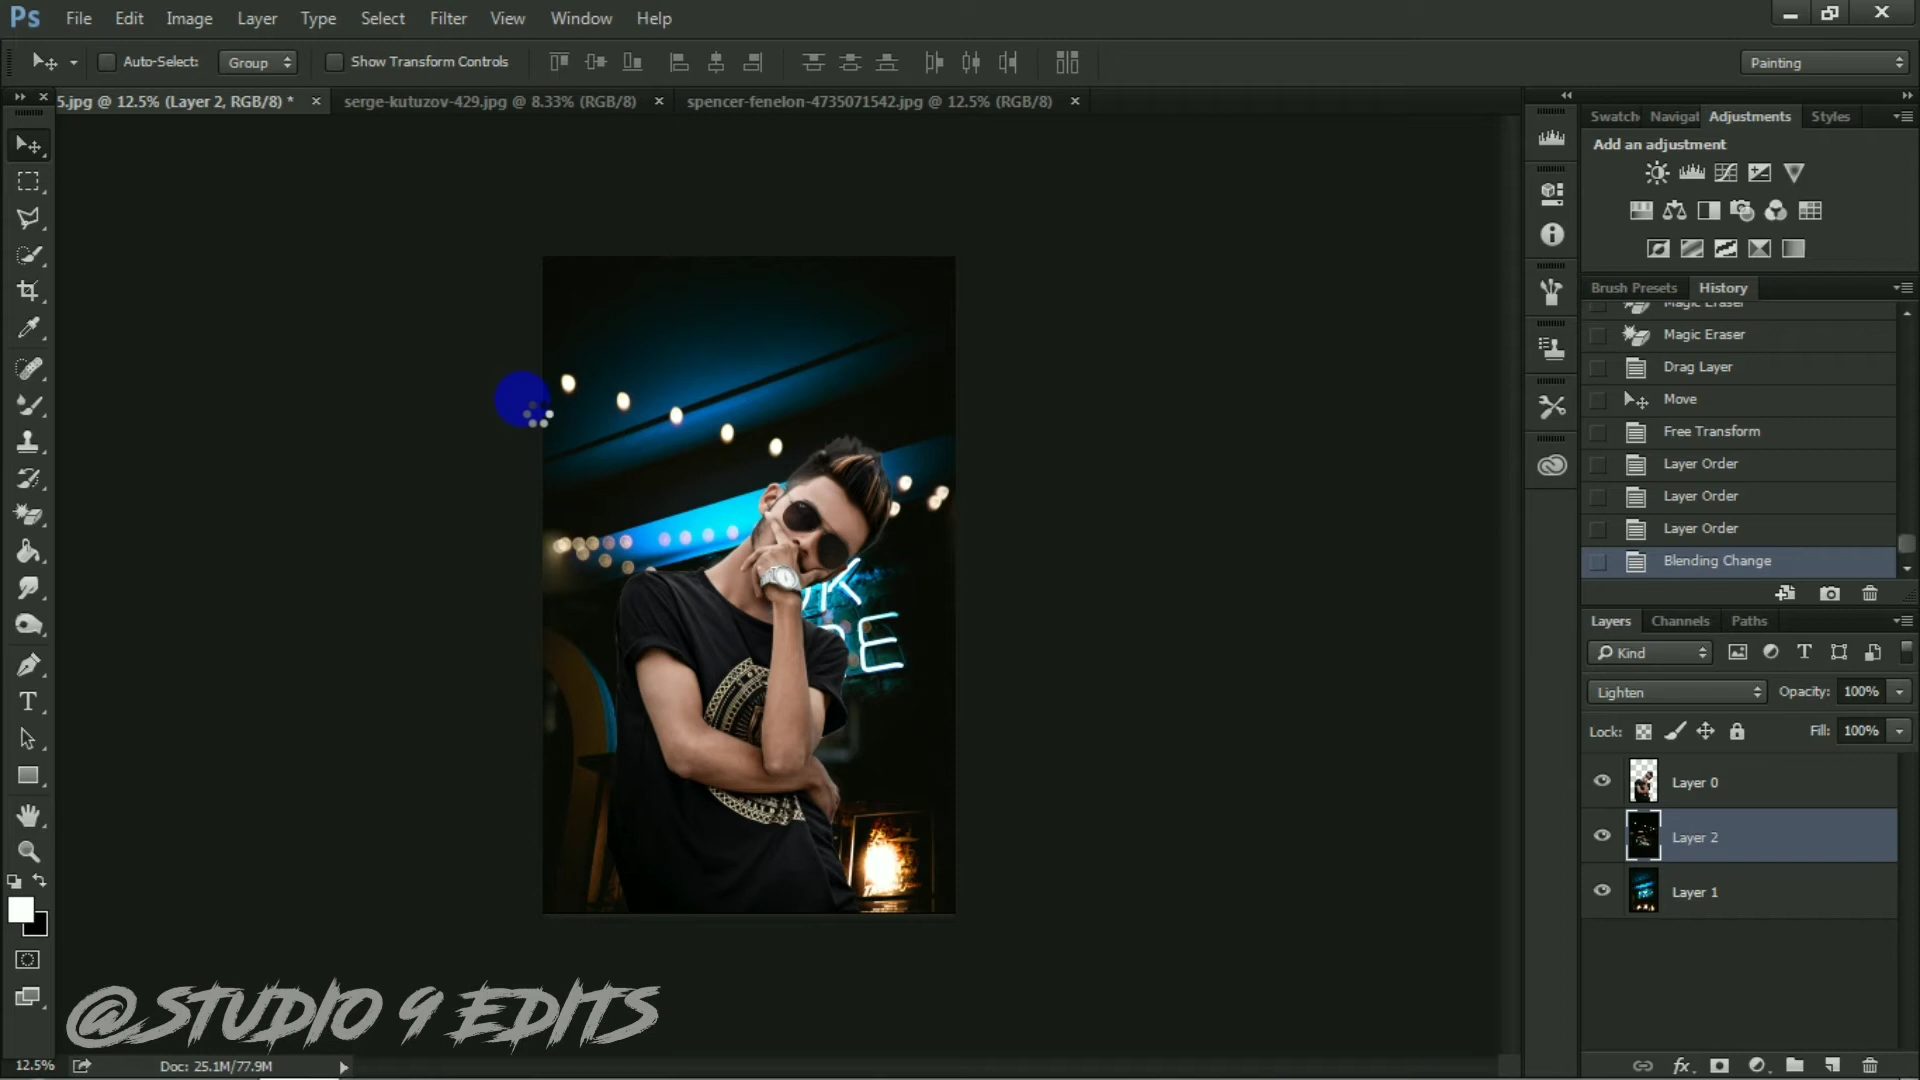 Ps File Edit Image Layer Type Select Filter View Window Help
Auto-Select: Group Show Transform Controls Painting
5.jpg @ 12.5% (Layer 2, RGB/8) * serge-kutuzov-429.jpg @ 8.33% (RGB/8) spencer-fenelon-4735071542.jpg @ 12.5% (RGB/8)
Swatch Navigat Adjustments Styles
Add an adjustment
Brush Presets History
Magic Eraser
Magic Eraser
Drag Layer
Move
Free Transform
Layer Order
Layer Order
Layer Order
Blending Change
Layers Channels Paths
Kind
Lighten Opacity: 100%
Lock: Fill: 100%
Layer 0
Layer 2
Layer 1
K
E
@STUDIO 9 EDITS
12.5% Doc: 25.1M/77.9M
fx